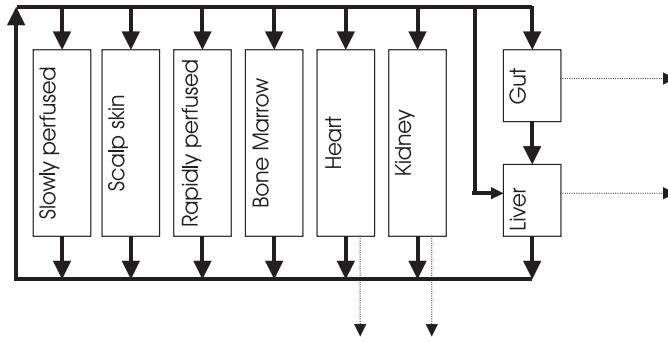 Slowly perfused
Scalp skin
Rapidly perfused
Bone Marrow
Heart
Kidney
Gut
Liver